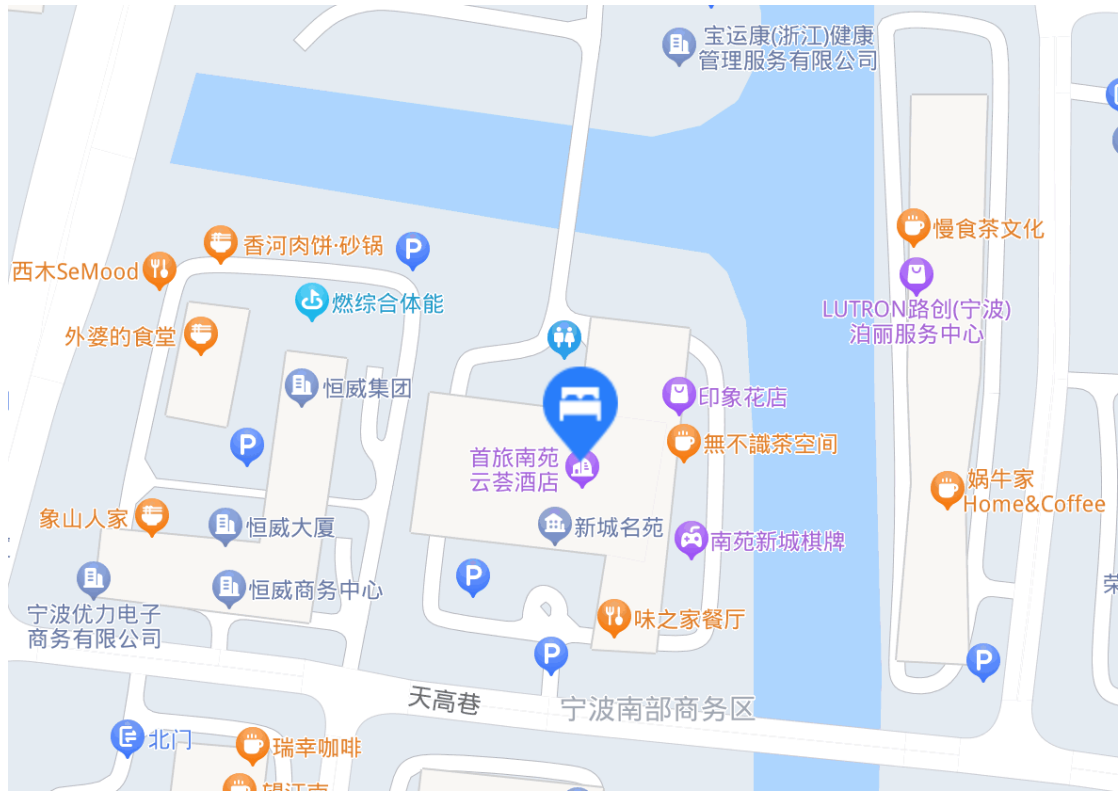 宝运康(浙江)健康
管理服务有限公司
香河肉饼·砂锅
慢食茶文化
西木SeMood
燃综合体能
LUTRON路创(宁波)
泊丽服务中心
外婆的食堂
恒威集团
印象花店
無不識茶空间
首旅南苑
云荟酒店
娲牛家
Home&Coffee
象山人家
恒威大厦
新城名苑
南苑新城棋牌
恒威商务中心
荣
宁波优力电子
商务有限公司
味之家餐厅
天高巷
宁波南部商务区
北门
瑞幸咖啡
望江南
P
P
P
P
P